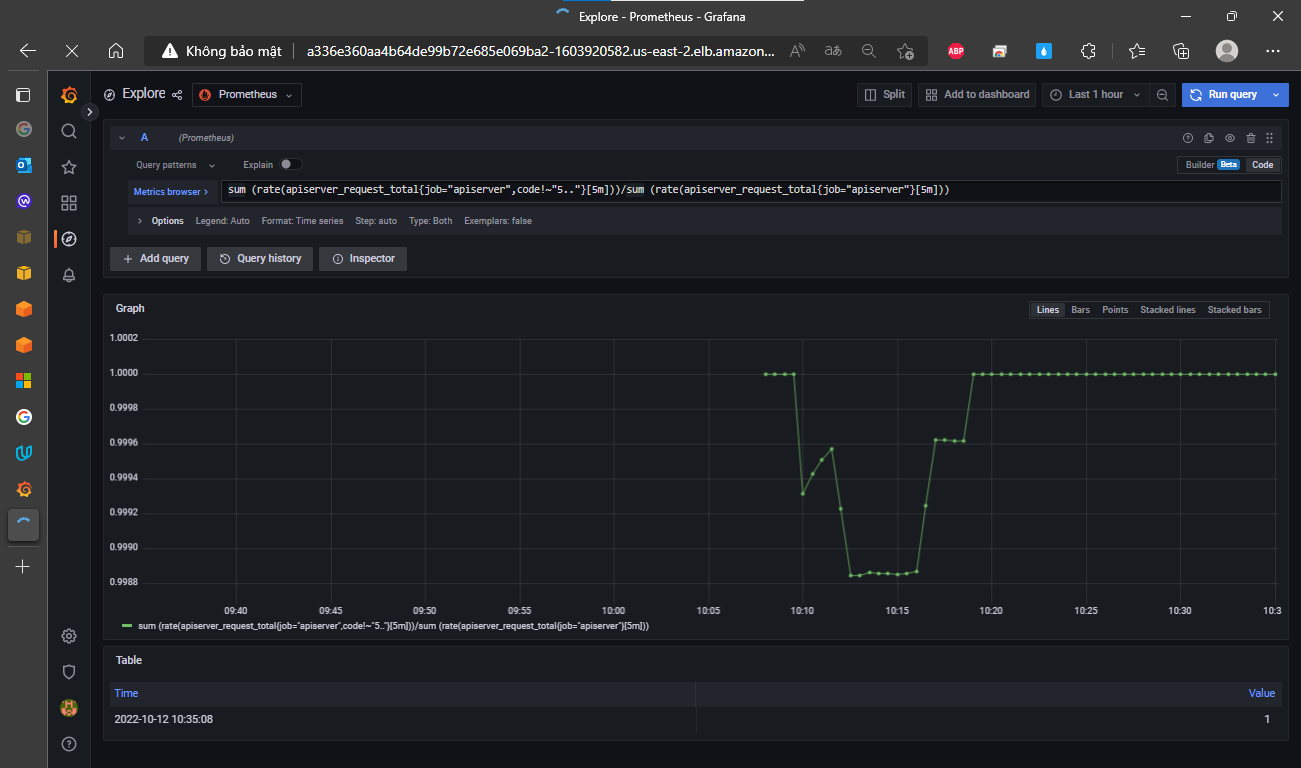 Explore - Prometheus - Grafana
Không bảo mật a336e360aa4b64de99b72e685e069ba2-1603920582.us-east-2.elb.amazon... A aあ ABP
Explore Prometheus Split Add to dashboard Last 1 hour Run query
A (Prometheus)
Query patterns Explain Builder Beta Code
Metrics browser > sum (rate(apiserver_request_total{job="apiserver",code!~"5.."}[5m]))/sum (rate(apiserver_request_total{job="apiserver"}[5m]))
Options Legend: Auto Format: Time series Step: auto Type: Both Exemplars: false
+ Add query Query history Inspector
Graph Lines Bars Points Stacked lines Stacked bars
1.0002
1.0000
0.9998
0.9996
0.9994
0.9992
0.9990
0.9988
09:40 09:45 09:50 09:55 10:00 10:05 10:10 10:15 10:20 10:25 10:30 10:3
sum (rate(apiserver_request_total{job="apiserver",code!~"5.."}[5m]))/sum (rate(apiserver_request_total{job="apiserver"}[5m]))
Table
Time Value
2022-10-12 10:35:08 1